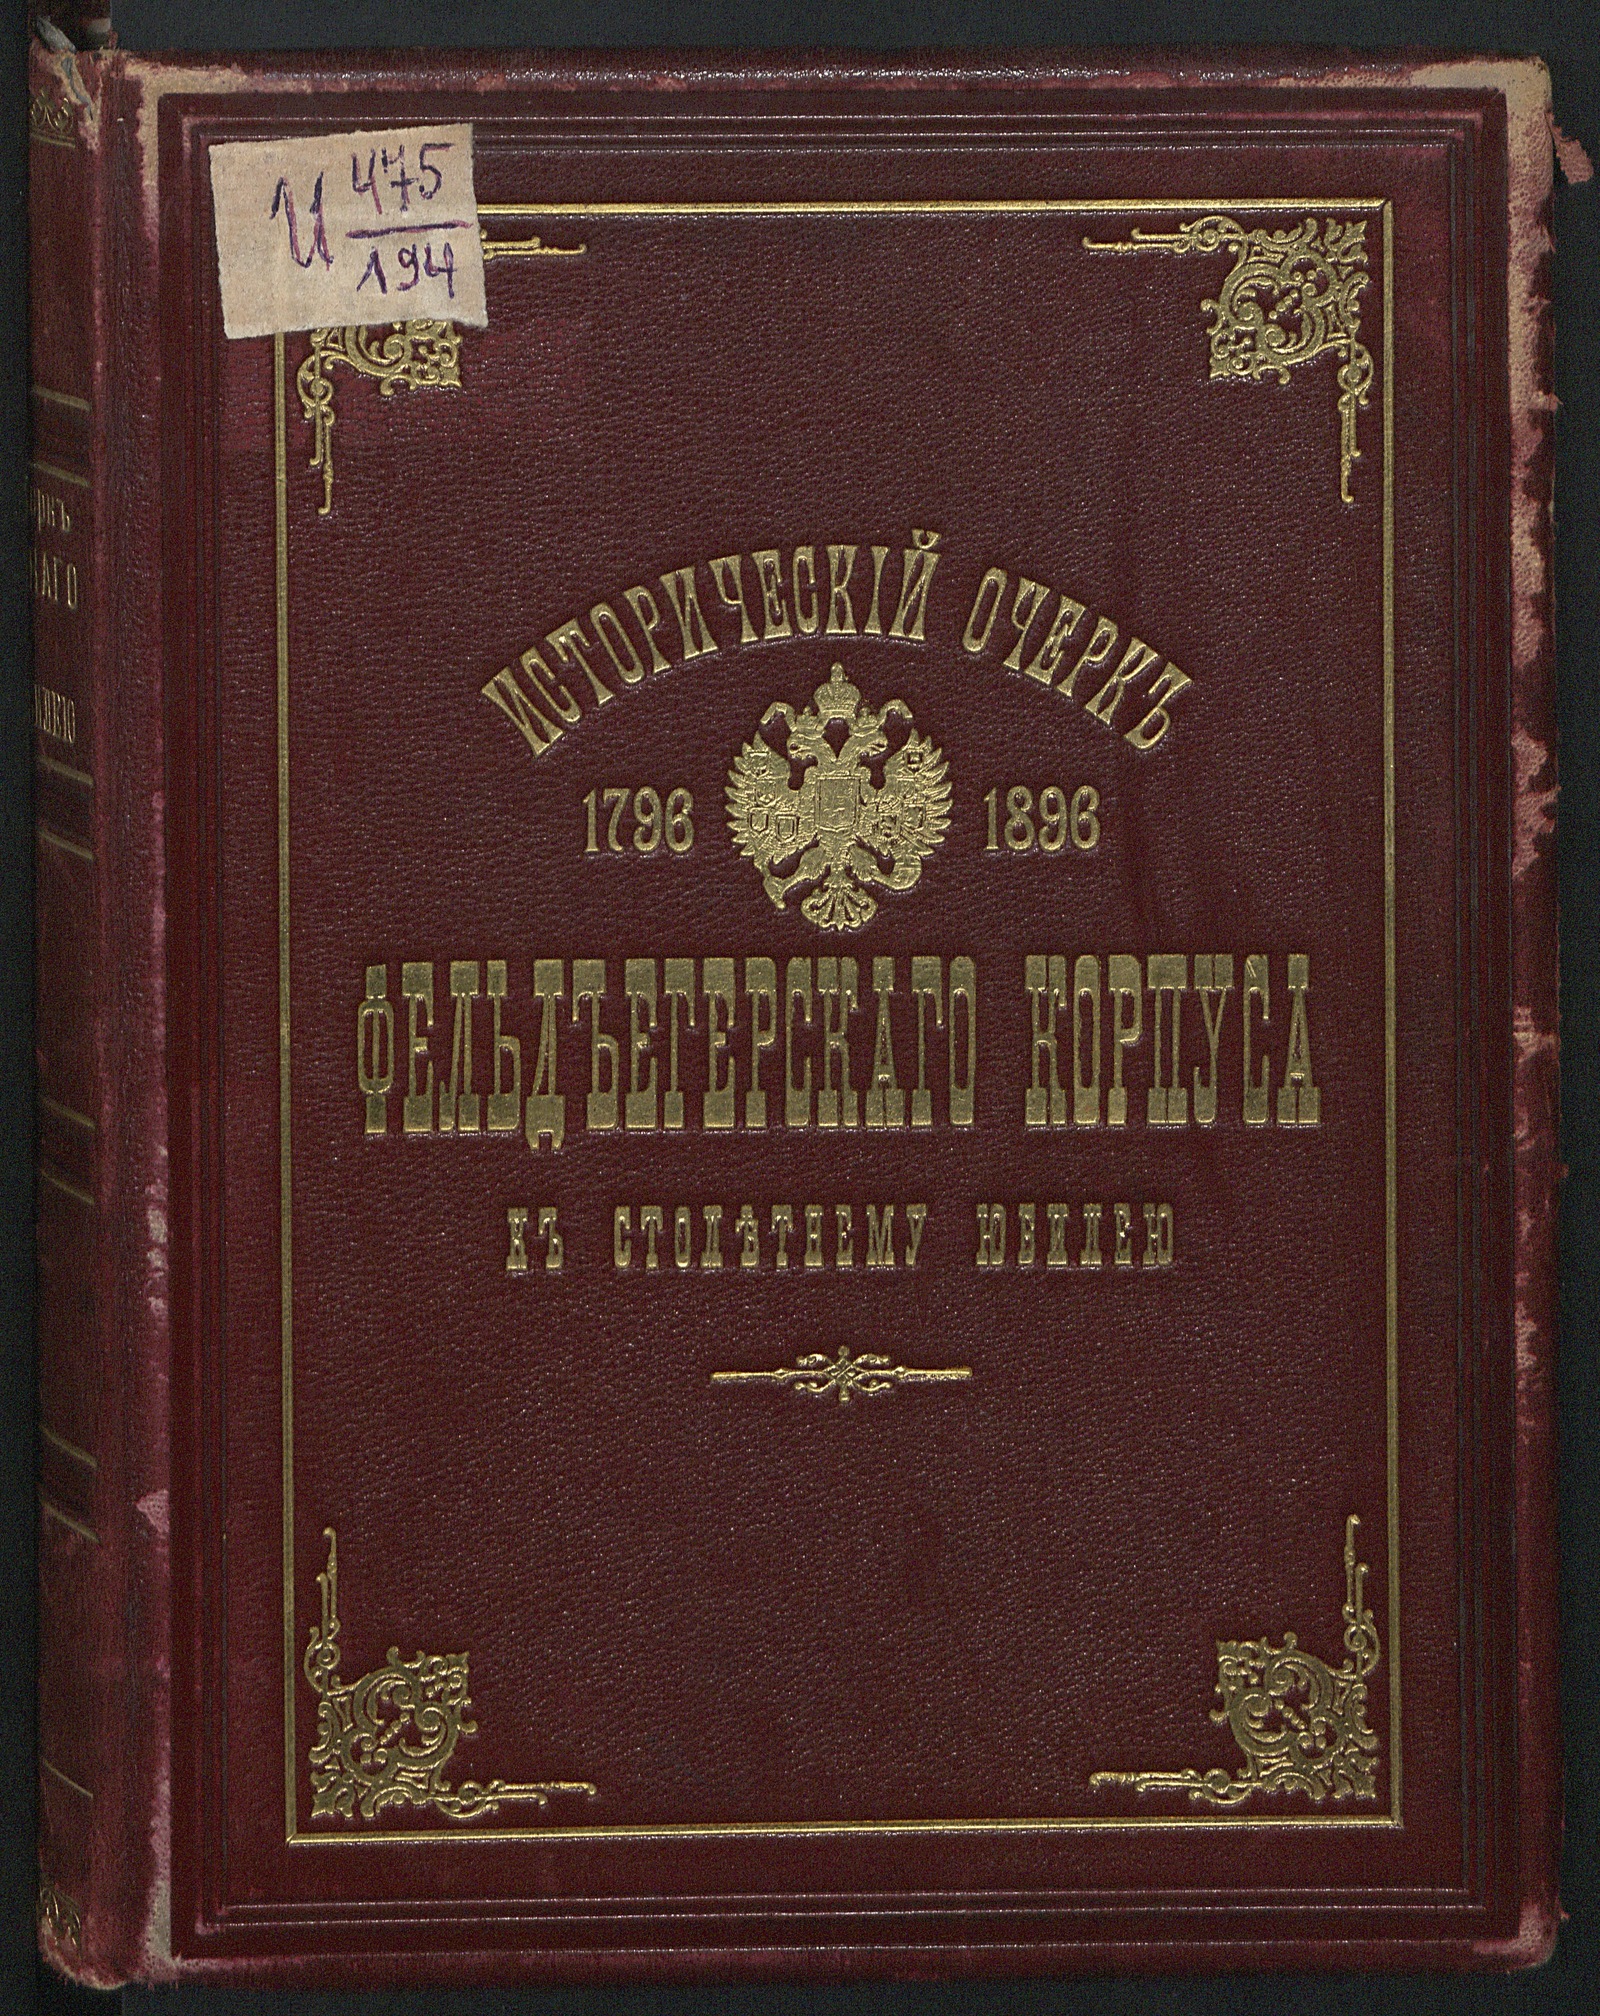 И 475
194
ИСТОРИЧЕСКІЙ ОЧЕРКЪ
1796 1896
ФЕЛЬДЪЕГЕРСКАГО КОРПУСА
КЪ СТОЛѢТНЕМУ ЮБИЛЕЮ